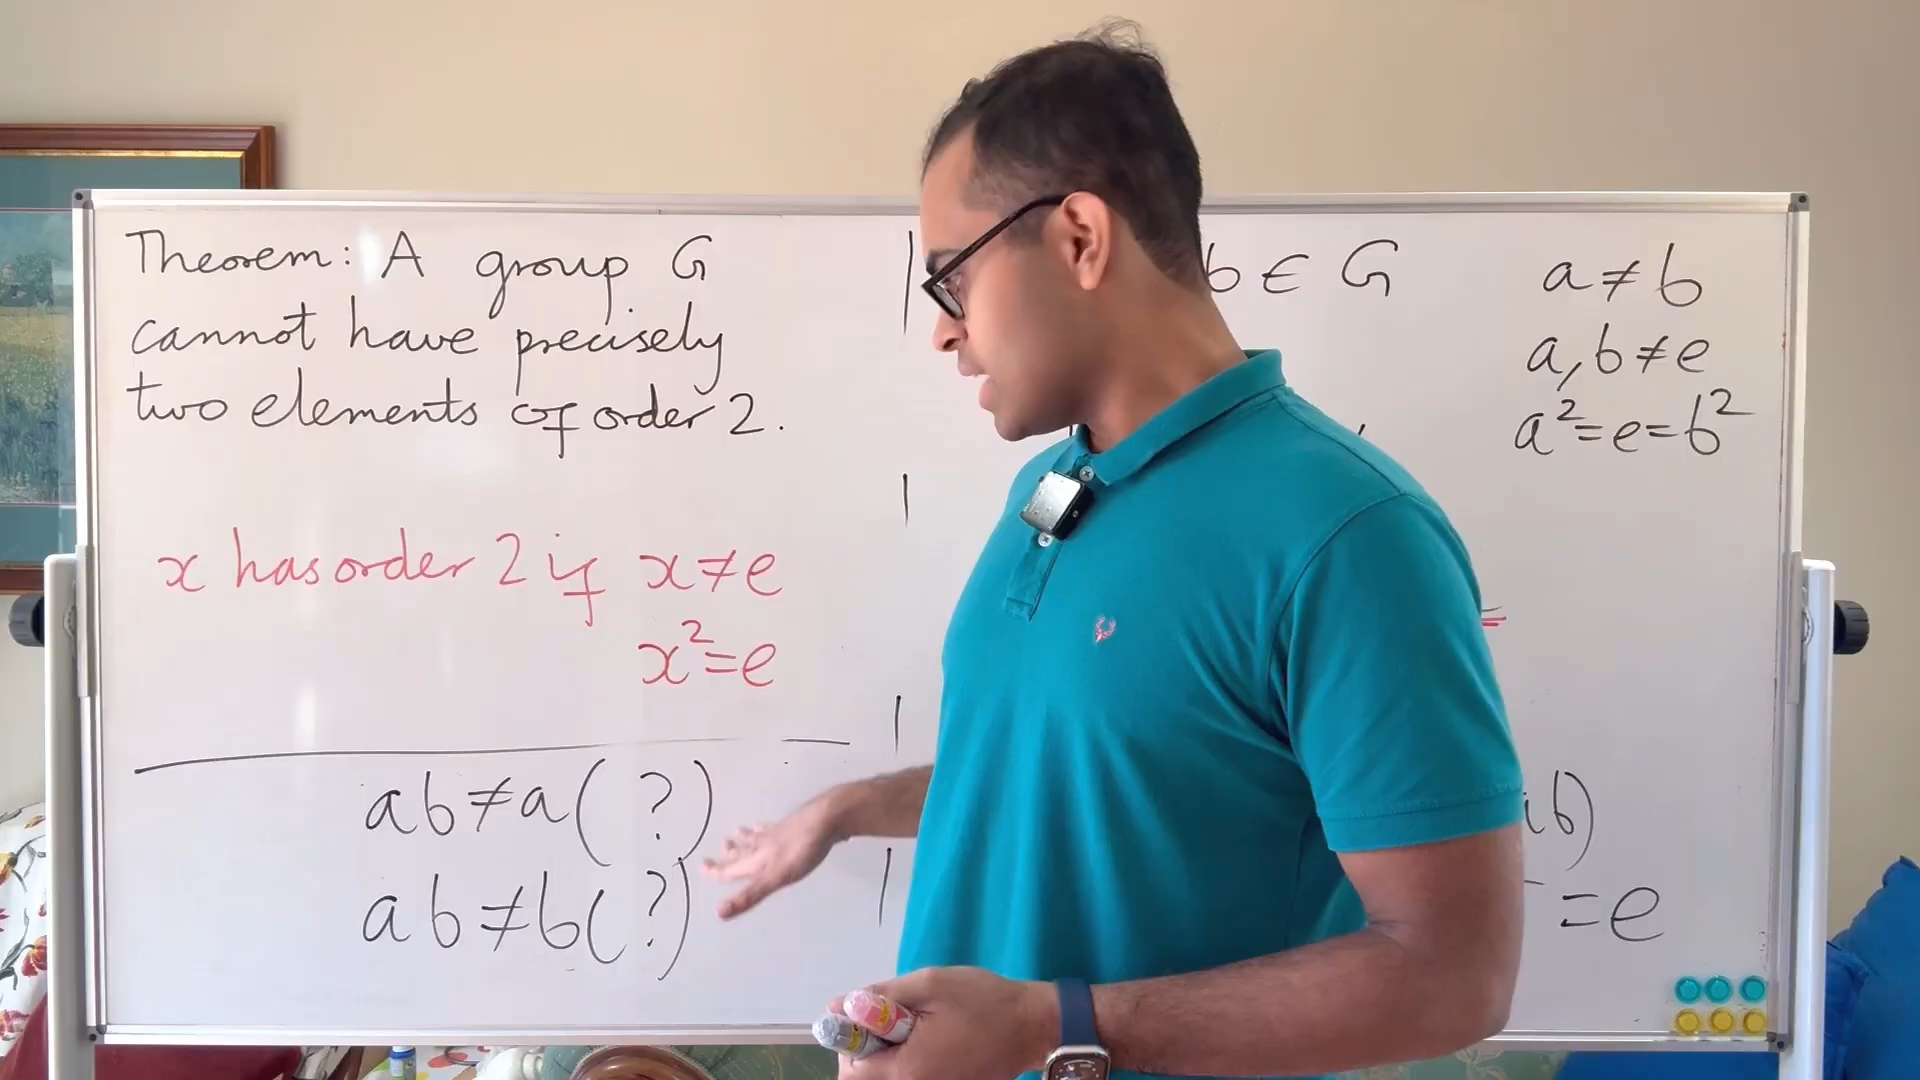 Theorem: A group G
cannot have precisely
two elements of order 2.
x has order 2 if x≠e
x²=e
ab≠a(?)
ab≠b(?)
b ∈ G
a≠b
a,b≠e
a²=e=b²
b)
=e